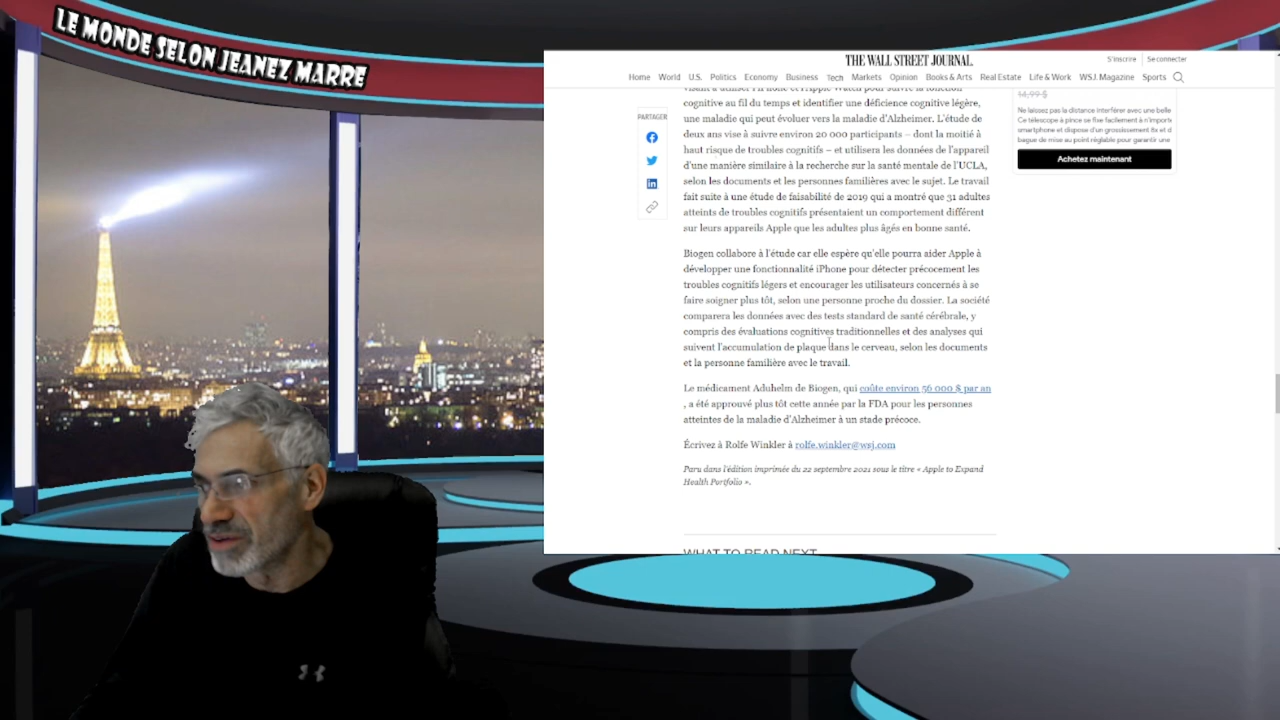 LE MONDE SELON JEANEZ MARRE
THE WALL STREET JOURNAL.
S'inscrire
Se connecter
Home World U.S. Politics Economy Business Tech Markets Opinion Books & Arts Real Estate Life & Work WSJ. Magazine Sports
PARTAGER
visant à utiliser l'iPhone et l'Apple Watch pour suivre la fonction
cognitive au fil du temps et identifier une déficience cognitive légère,
une maladie qui peut évoluer vers la maladie d'Alzheimer. L'étude de
deux ans vise à suivre environ 20 000 participants – dont la moitié à
haut risque de troubles cognitifs – et utilisera les données de l'appareil
d'une manière similaire à la recherche sur la santé mentale de l'UCLA,
selon les documents et les personnes familières avec le sujet. Le travail
fait suite à une étude de faisabilité de 2019 qui a montré que 31 adultes
atteints de troubles cognitifs présentaient un comportement différent
sur leurs appareils Apple que les adultes plus âgés en bonne santé.
Biogen collabore à l'étude car elle espère qu'elle pourra aider Apple à
développer une fonctionnalité iPhone pour détecter précocement les
troubles cognitifs légers et encourager les utilisateurs concernés à se
faire soigner plus tôt, selon une personne proche du dossier. La société
comparera les données avec des tests standard de santé cérébrale, y
compris des évaluations cognitives traditionnelles et des analyses qui
suivent l'accumulation de plaque dans le cerveau, selon les documents
et la personne familière avec le travail.
Le médicament Aduhelm de Biogen, qui coûte environ 56 000 $ par an
, a été approuvé plus tôt cette année par la FDA pour les personnes
atteintes de la maladie d'Alzheimer à un stade précoce.
Écrivez à Rolfe Winkler à rolfe.winkler@wsj.com
Paru dans l'édition imprimée du 22 septembre 2021 sous le titre « Apple to Expand
Health Portfolio ».
WHAT TO READ NEXT
14,99 $
Ne laissez pas la distance interférer avec une belle
Ce télescope à pince se fixe facilement à n'importe
smartphone et dispose d'un grossissement 8x et d
bague de mise au point réglable pour garantir une
Achetez maintenant